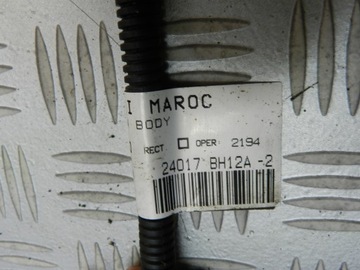 I MAROC
BODY
RECT OPER 2194
24017 BH12A -2